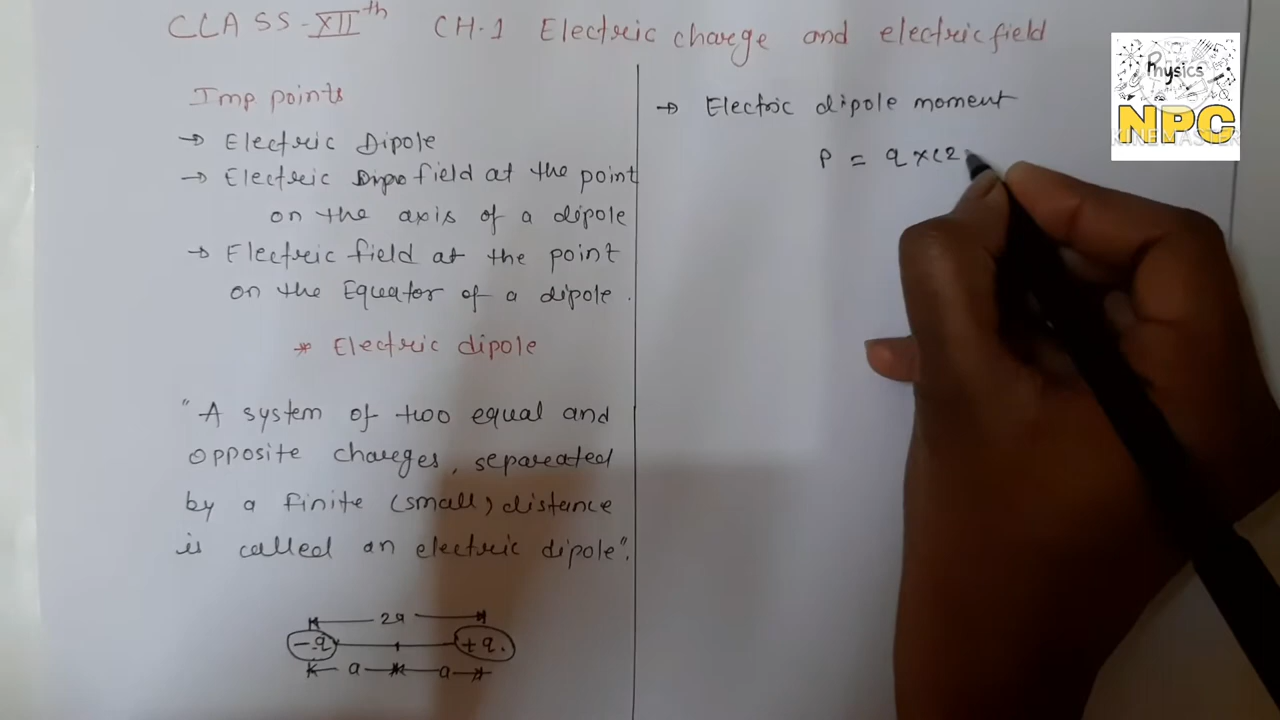 CLASS-XIIth CH.1 Electric charge and electric field
Imp points
→ Electric Dipole
→ Electric field at the point
on the axis of a dipole
→ Electric field at the point
on the Equator of a dipole.
* Electric dipole
"A system of two equal and
opposite charges, separeated
by a finite (small) distance
is called an electric dipole".
2a
-q +q.
a a
→ Electric dipole moment
P = q x (2
Physics
NPC
KINEMASTER